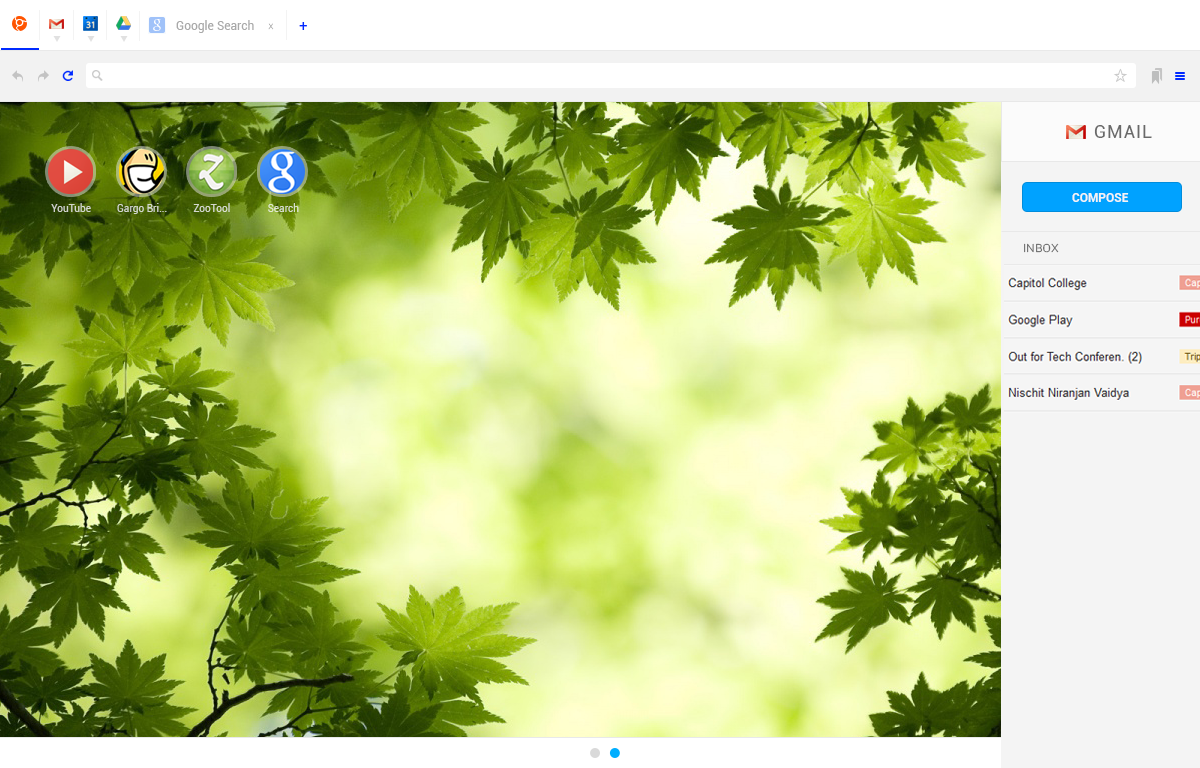 31
Google Search x
+
GMAIL
COMPOSE
INBOX
Capitol College Cap
Google Play Pur
Out for Tech Conferen. (2) Trip
Nischit Niranjan Vaidya Cap
YouTube Gargo Bri... ZooTool Search